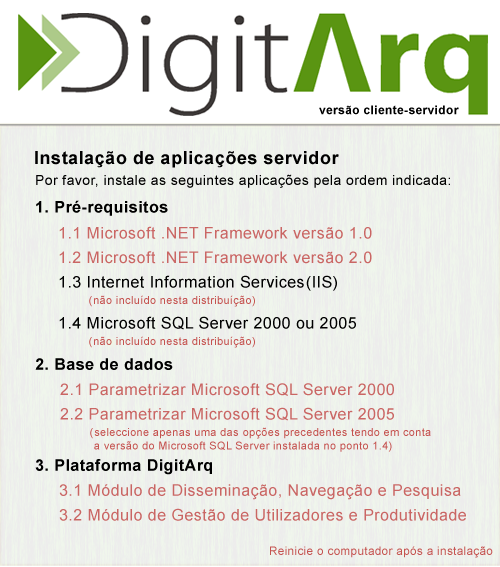 DigitArq
versão cliente-servidor
Instalação de aplicações servidor
Por favor, instale as seguintes aplicações pela ordem indicada:
1. Pré-requisitos
1.1 Microsoft .NET Framework versão 1.0
1.2 Microsoft .NET Framework versão 2.0
1.3 Internet Information Services(IIS)
(não incluído nesta distribuição)
1.4 Microsoft SQL Server 2000 ou 2005
(não incluído nesta distribuição)
2. Base de dados
2.1 Parametrizar Microsoft SQL Server 2000
2.2 Parametrizar Microsoft SQL Server 2005
(seleccione apenas uma das opções precedentes tendo em conta
a versão do Microsoft SQL Server instalada no ponto 1.4)
3. Plataforma DigitArq
3.1 Módulo de Disseminação, Navegação e Pesquisa
3.2 Módulo de Gestão de Utilizadores e Produtividade
Reinicie o computador após a instalação